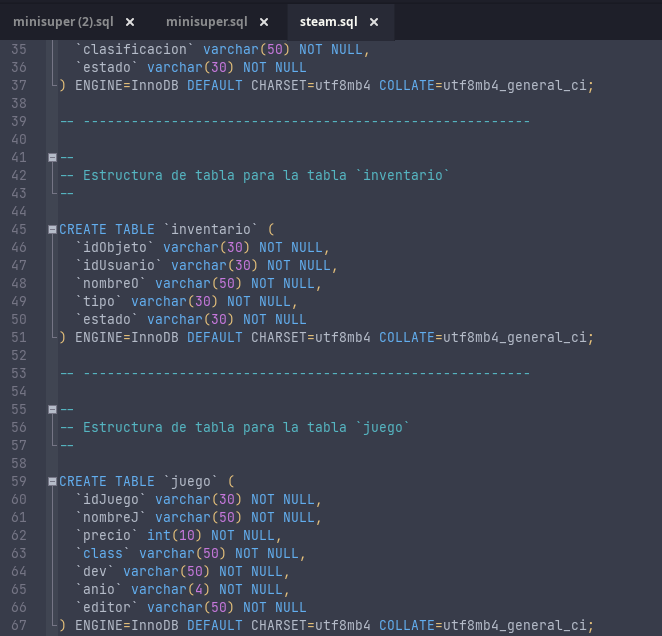 minisuper (2).sql × minisuper.sql × steam.sql ×
35 `clasificacion` varchar(50) NOT NULL,
36 `estado` varchar(30) NOT NULL
37 ) ENGINE=InnoDB DEFAULT CHARSET=utf8mb4 COLLATE=utf8mb4_general_ci;
38
39 -- --------------------------------------------------------
40
41 --
42 -- Estructura de tabla para la tabla `inventario`
43 --
44
45 CREATE TABLE `inventario` (
46 `idObjeto` varchar(30) NOT NULL,
47 `idUsuario` varchar(30) NOT NULL,
48 `nombreO` varchar(50) NOT NULL,
49 `tipo` varchar(30) NOT NULL,
50 `estado` varchar(30) NOT NULL
51 ) ENGINE=InnoDB DEFAULT CHARSET=utf8mb4 COLLATE=utf8mb4_general_ci;
52
53 -- --------------------------------------------------------
54
55 --
56 -- Estructura de tabla para la tabla `juego`
57 --
58
59 CREATE TABLE `juego` (
60 `idJuego` varchar(30) NOT NULL,
61 `nombreJ` varchar(50) NOT NULL,
62 `precio` int(10) NOT NULL,
63 `class` varchar(50) NOT NULL,
64 `dev` varchar(50) NOT NULL,
65 `anio` varchar(4) NOT NULL,
66 `editor` varchar(50) NOT NULL
67 ) ENGINE=InnoDB DEFAULT CHARSET=utf8mb4 COLLATE=utf8mb4_general_ci;